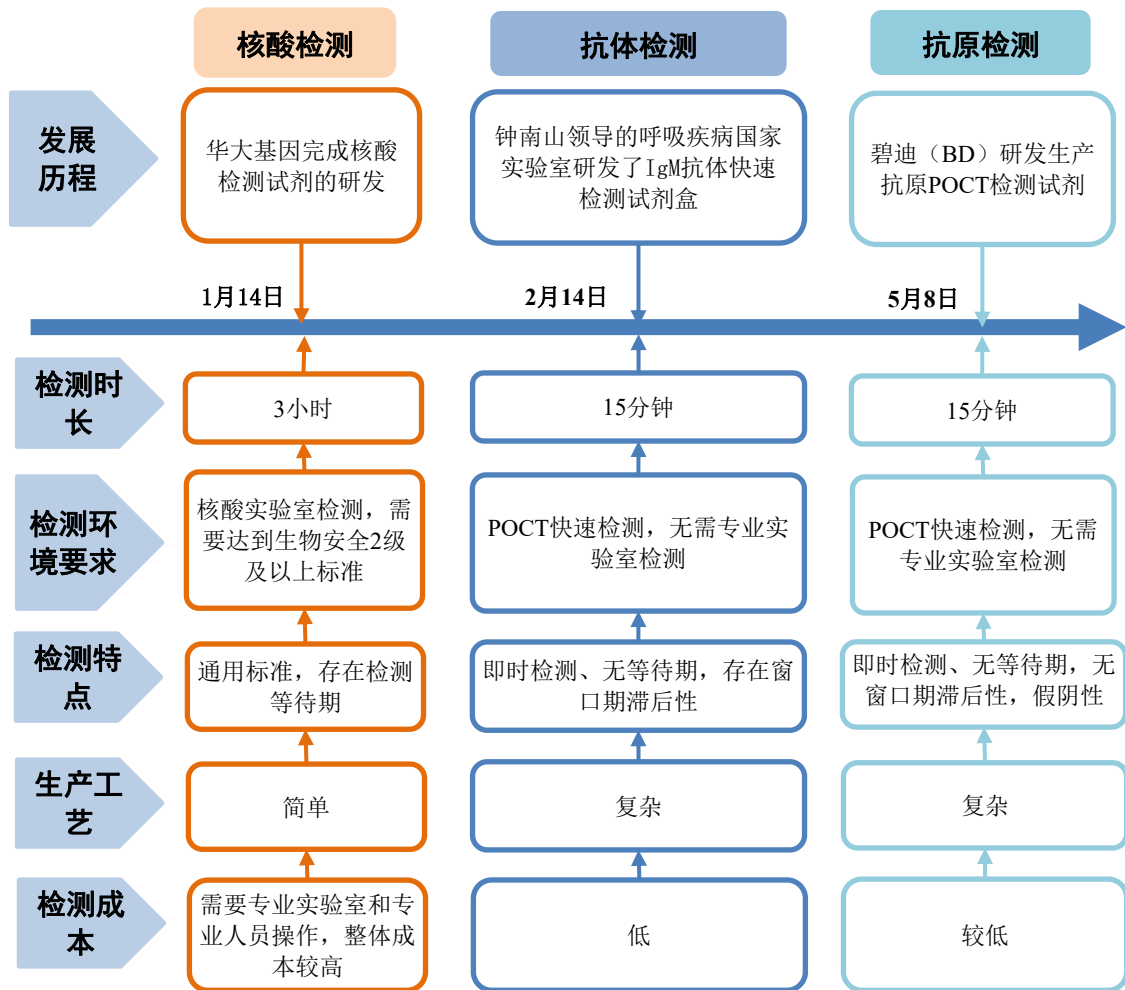 核酸检测
抗体检测
抗原检测
发展
历程
华大基因完成核酸
检测试剂的研发
钟南山领导的呼吸疾病国家
实验室研发了IgM抗体快速
检测试剂盒
碧迪（BD）研发生产
抗原POCT检测试剂
1月14日
2月14日
5月8日
检测时
长
3小时
15分钟
15分钟
检测环
境要求
核酸实验室检测，需
要达到生物安全2级
及以上标准
POCT快速检测，无需专业实
验室检测
POCT快速检测，无需
专业实验室检测
检测特
点
通用标准，存在检测
等待期
即时检测、无等待期，存在窗
口期滞后性
即时检测、无等待期，无
窗口期滞后性，假阴性
生产工
艺
简单
复杂
复杂
检测成
本
需要专业实验室和专
业人员操作，整体成
本较高
低
较低